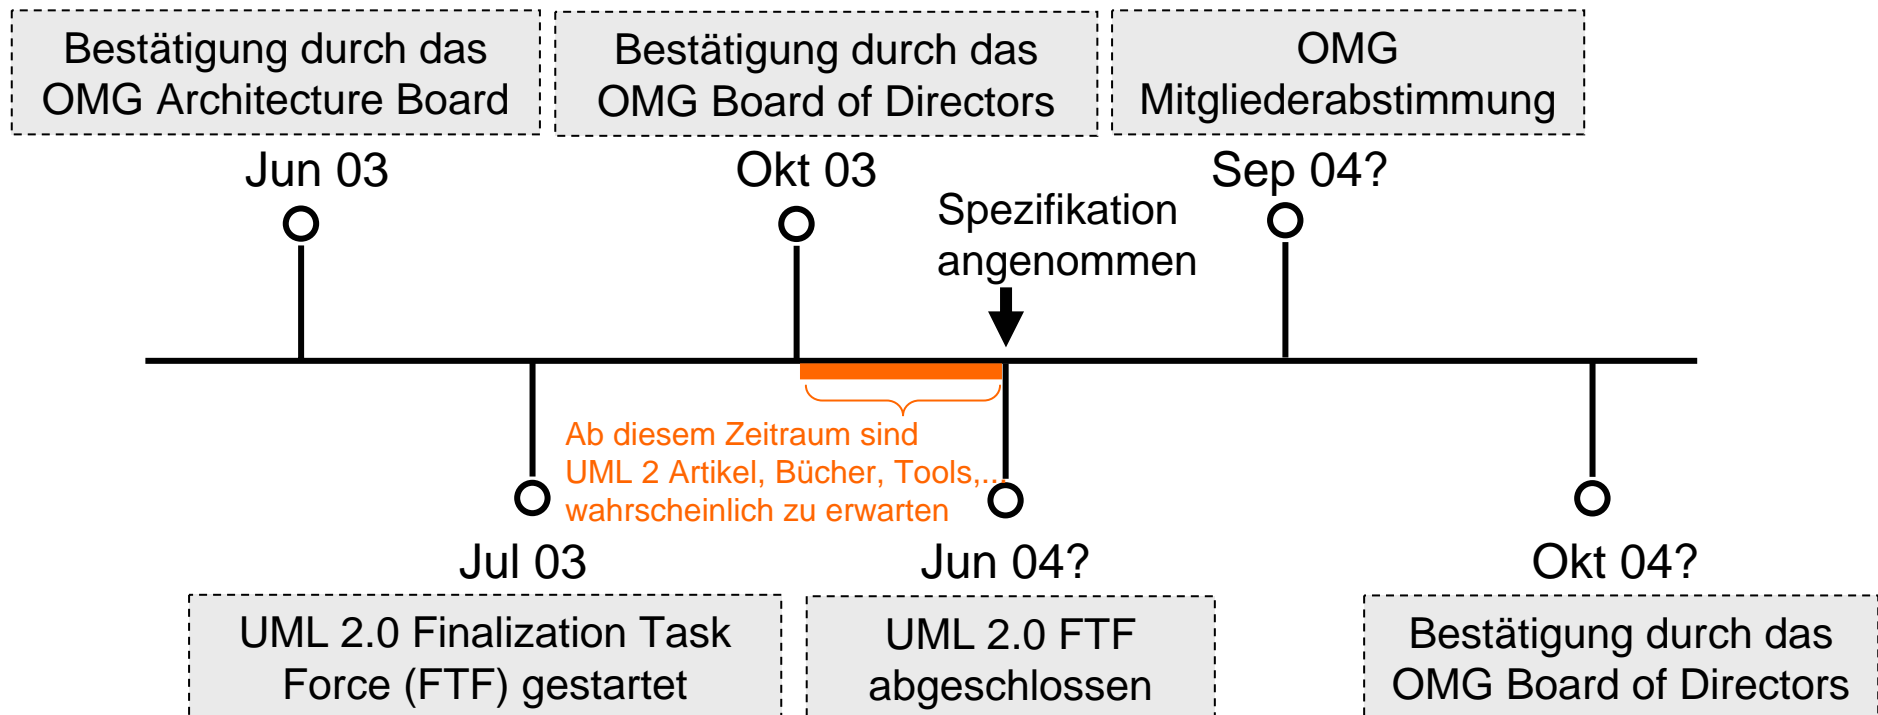 Bestätigung durch das
OMG Architecture Board
Jun 03
Bestätigung durch das
OMG Board of Directors
Okt 03
OMG
Mitgliederabstimmung
Sep 04?
Spezifikation
angenommen
Ab diesem Zeitraum sind
UML 2 Artikel, Bücher, Tools,...
wahrscheinlich zu erwarten
Jul 03
UML 2.0 Finalization Task
Force (FTF) gestartet
Jun 04?
UML 2.0 FTF
abgeschlossen
Okt 04?
Bestätigung durch das
OMG Board of Directors